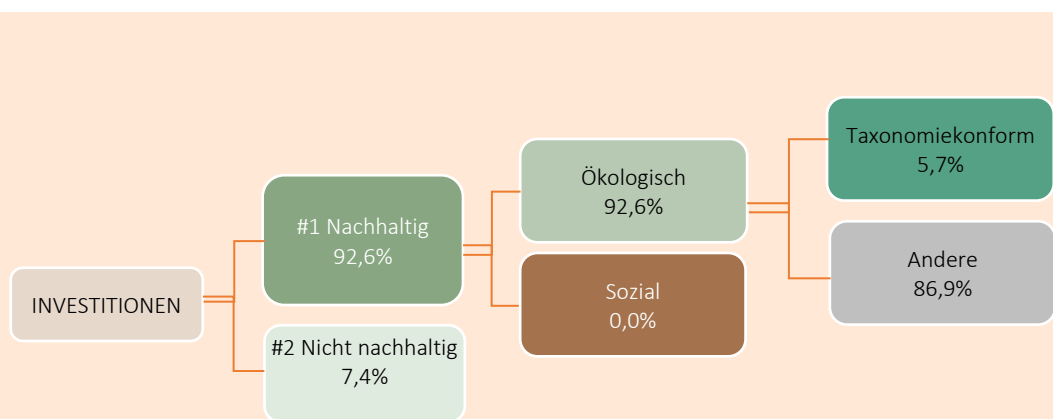 INVESTITIONEN
#1 Nachhaltig
92,6%
#2 Nicht nachhaltig
7,4%
Ökologisch
92,6%
Sozial
0,0%
Taxonomiekonform
5,7%
Andere
86,9%